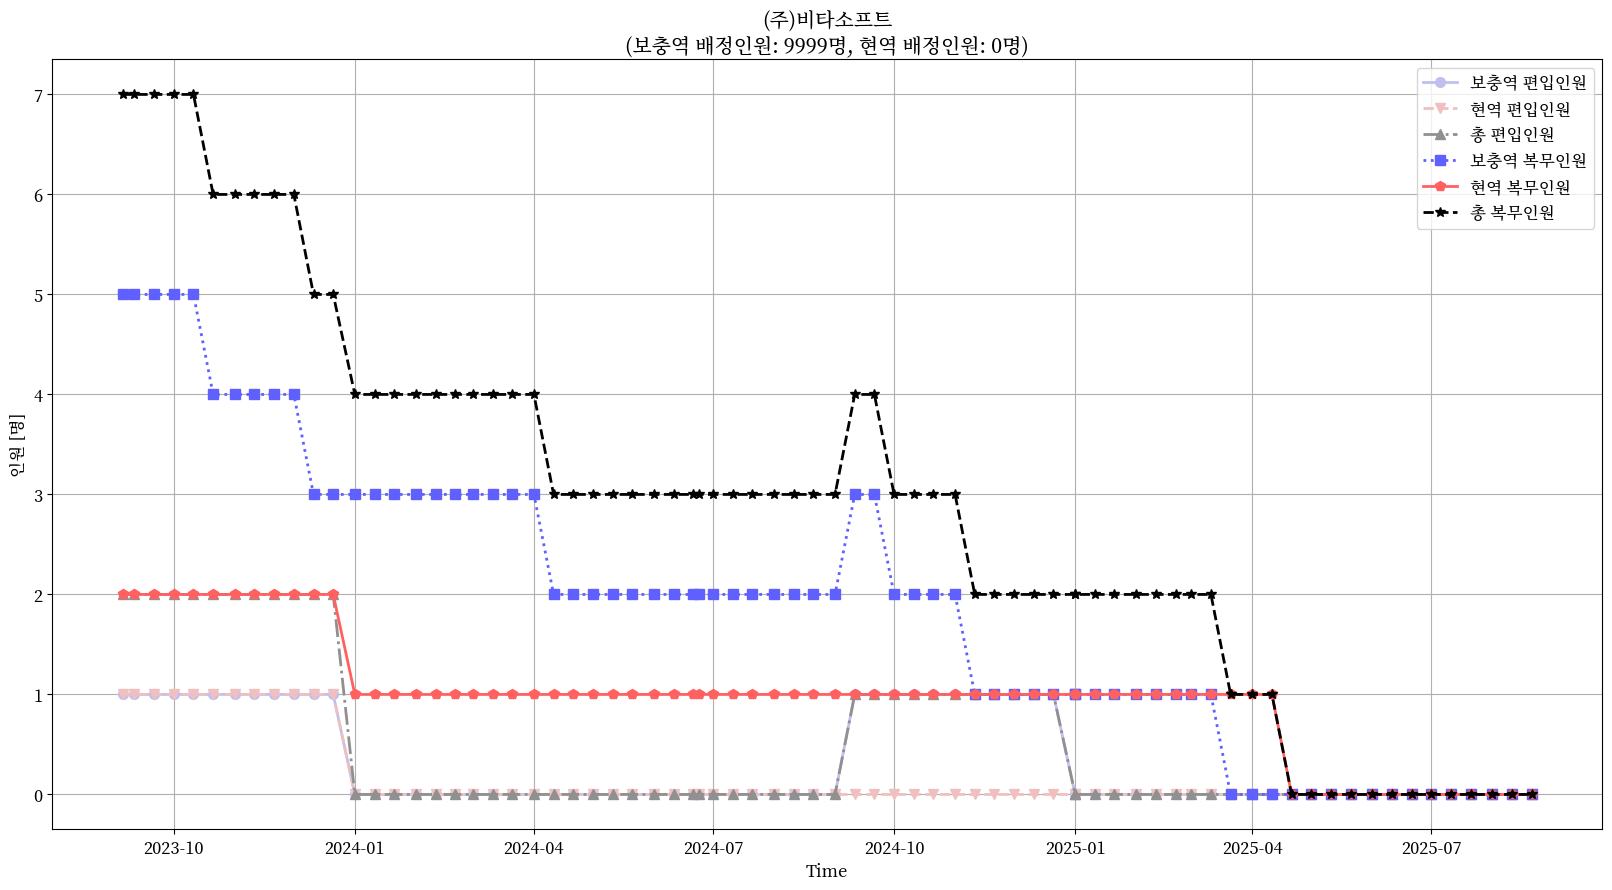 (주)비타소프트
(보충역 배정인원: 9999명, 현역 배정인원: 0명)
보충역 편입인원
현역 편입인원
총 편입인원
보충역 복무인원
현역 복무인원
총 복무인원
인원 [명]
7
6
5
4
3
2
1
0
2023-10
2024-01
2024-04
2024-07
2024-10
2025-01
2025-04
2025-07
Time